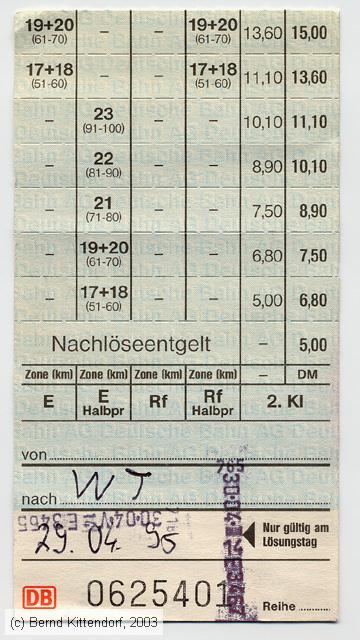 19+20 – – 19+20 13,60 15,00
(61-70) (61-70)
17+18 – – 17+18 11,10 13,60
(51-60) (51-60)
– 23 – – 10,10 11,10
(91-100)
– 22 – – 8,90 10,10
(81-90)
– 21 – – 7,50 8,90
(71-80)
– 19+20 – – 6,80 7,50
(61-70)
– 17+18 – – 5,00 6,80
(51-60)
Nachlöseentgelt – 5,00
Zone (km) Zone (km) Zone (km) Zone (km) – DM
E E Halbpr Rf Rf Halbpr 2. Kl
von
nach WT
29.04.95
Nur gültig am
Lösungstag
DB 0625401 Reihe
(c) Bernd Kittendorf, 2003